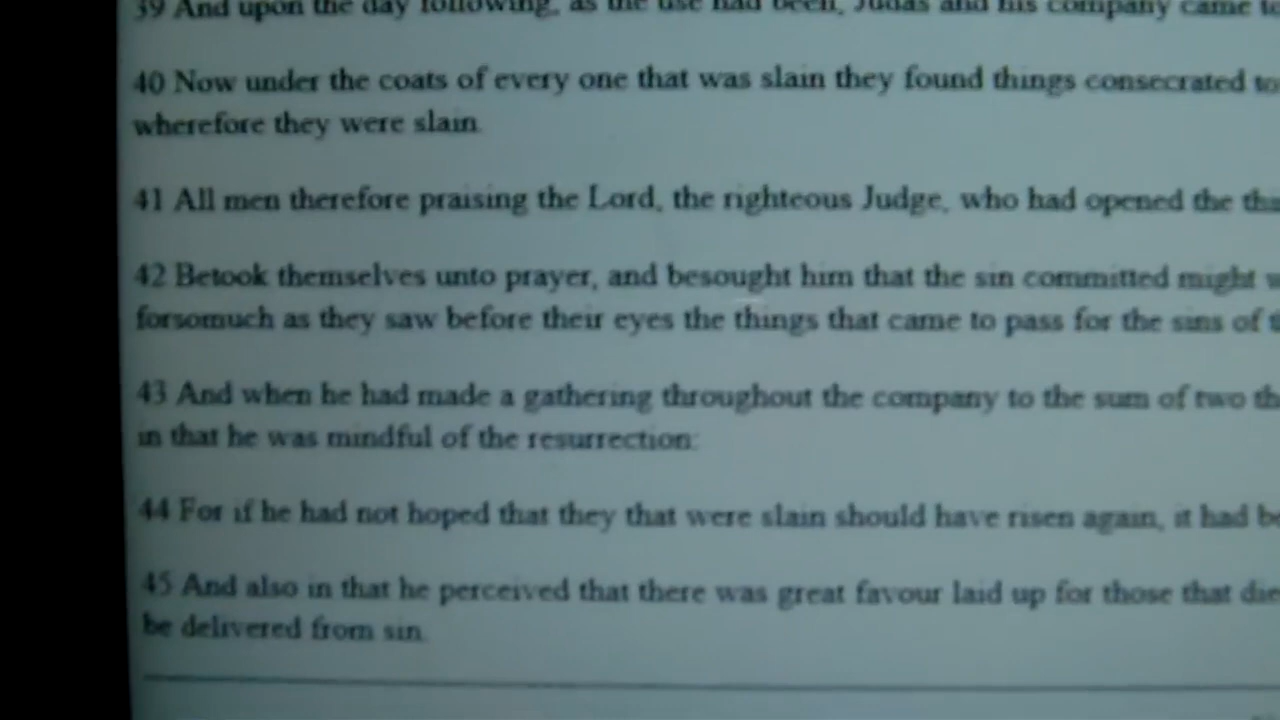 39 And upon the day following, as the use had been, Judas and his company came to
40 Now under the coats of every one that was slain they found things consecrated to
wherefore they were slain.
41 All men therefore praising the Lord, the righteous Judge, who had opened the
42 Betook themselves unto prayer, and besought him that the sin committed might
forsomuch as they saw before their eyes the things that came to pass for the sins of
43 And when he had made a gathering throughout the company to the sum of two
in that he was mindful of the resurrection:
44 For if he had not hoped that they that were slain should have risen again, it had
45 And also in that he perceived that there was great favour laid up for those that
be delivered from sin.